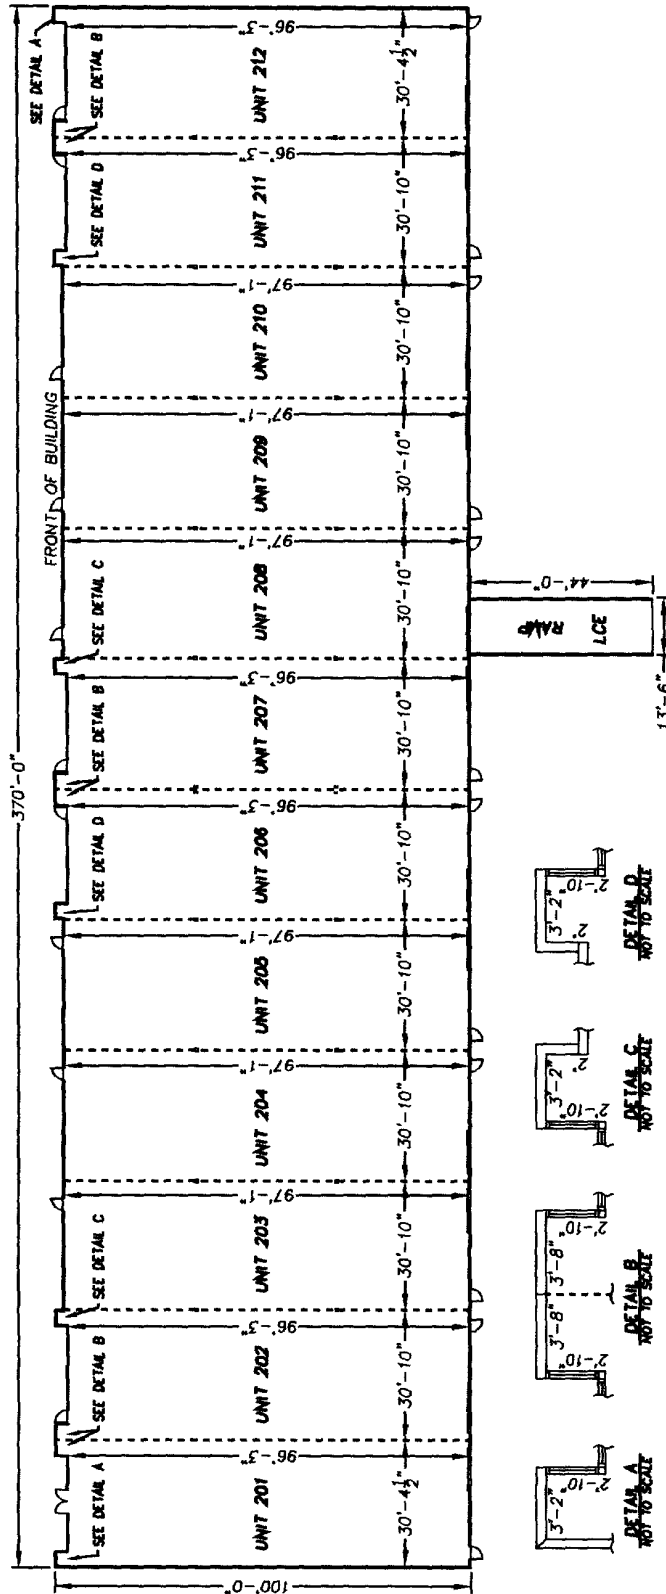 370'-0"
FRONT OF BUILDING
SEE DETAIL A
SEE DETAIL B
SEE DETAIL C
SEE DETAIL D
SEE DETAIL B
SEE DETAIL C
SEE DETAIL D
SEE DETAIL B
SEE DETAIL A
100'-0"
96'-3"
96'-3"
97'-1"
97'-1"
97'-1"
96'-3"
96'-3"
97'-1"
97'-1"
97'-1"
96'-3"
96'-3"
UNIT 201
UNIT 202
UNIT 203
UNIT 204
UNIT 205
UNIT 206
UNIT 207
UNIT 208
UNIT 209
UNIT 210
UNIT 211
UNIT 212
30'-4½"
30'-10"
30'-10"
30'-10"
30'-10"
30'-10"
30'-10"
30'-10"
30'-10"
30'-10"
30'-10"
30'-4½"
RAMP
LCE
44'-0"
13'-6"
3'-2"
2'-10"
DETAIL A
NOT TO SCALE
2'-10"
3'-8"
3'-8"
2'-10"
DETAIL B
NOT TO SCALE
2'-10"
3'-2"
2"
DETAIL C
NOT TO SCALE
2"
3'-2"
2'-10"
DETAIL D
NOT TO SCALE